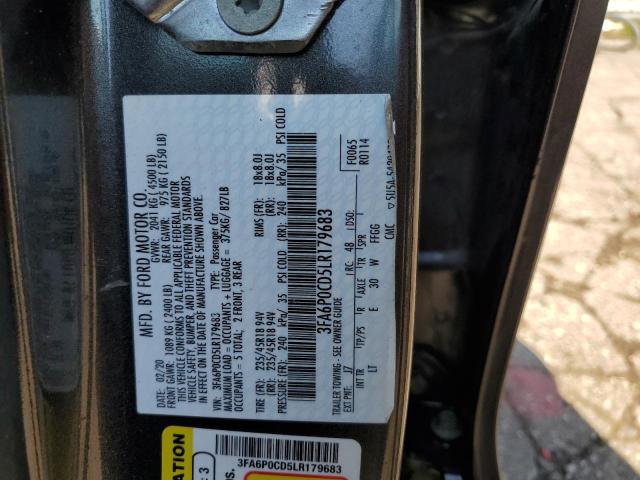 MFD. BY FORD MOTOR CO.
DATE: 02/20 GVWR: 2041 KG ( 4500 LB)
FRONT GAWR: 1089 KG ( 2400 LB) REAR GAWR: 975 KG ( 2150 LB)
THIS VEHICLE CONFORMS TO ALL APPLICABLE FEDERAL MOTOR
VEHICLE SAFETY, BUMPER, AND THEFT PREVENTION STANDARDS
IN EFFECT ON THE DATE OF MANUFACTURE SHOWN ABOVE.
VIN: 3FA6P0CD5LR179683 TYPE: Passenger Car
MAXIMUM LOAD = OCCUPANTS + LUGGAGE = 375KG/ 827LB
OCCUPANTS = 5 TOTAL; 2 FRONT, 3 REAR
TIRE (FR): 235/45R18 94V RIMS (FR): 18x8.0J
(RR): 235/45R18 94V (RR): 18x8.0J
PRESSURE (FR): 240 kPa/ 35 PSI COLD (RR): 240 kPa/ 35 PSI COLD
3FA6P0CD5LR179683
F0065
R0114
TRAILER TOWING - SEE OWNER GUIDE
EXT PNT: J7 RC: 48 DSO:
INT TR TP/PS R AXLE TR SPR
LT E 30 W FFGG
CMC
3FA6P0CD5LR179683